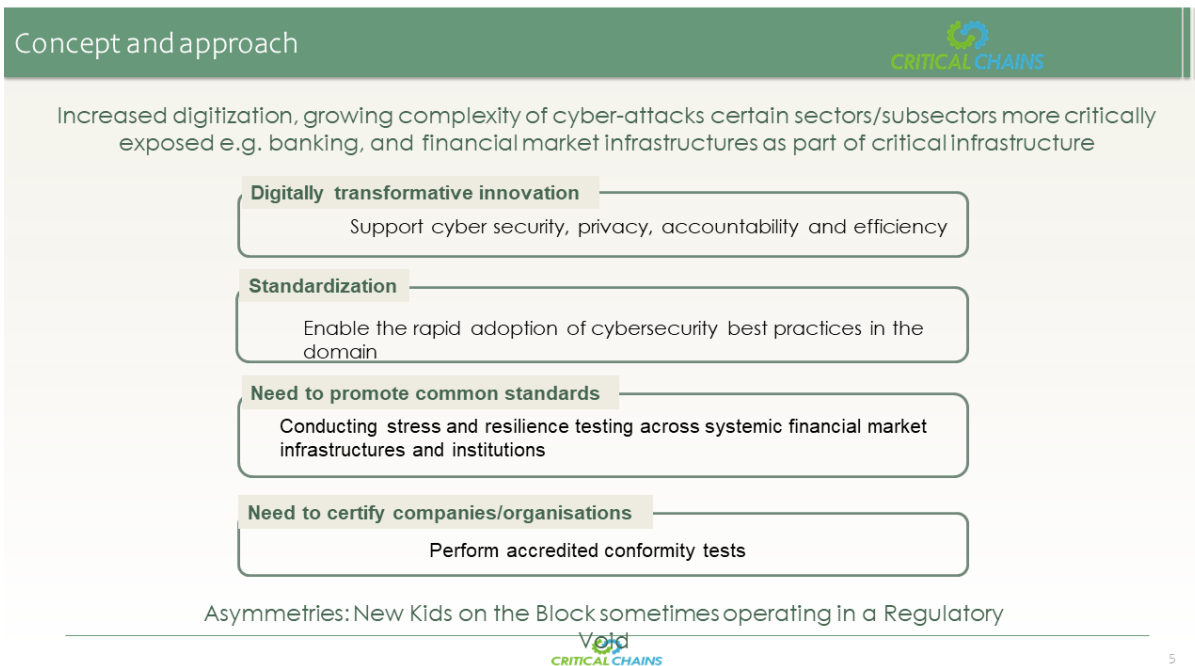 Concept and approach
CRITICAL CHAINS
Increased digitization, growing complexity of cyber-attacks certain sectors/subsectors more critically
exposed e.g. banking, and financial market infrastructures as part of critical infrastructure
Digitally transformative innovation
Support cyber security, privacy, accountability and efficiency
Standardization
Enable the rapid adoption of cybersecurity best practices in the
domain
Need to promote common standards
Conducting stress and resilience testing across systemic financial market
infrastructures and institutions
Need to certify companies/organisations
Perform accredited conformity tests
Asymmetries: New Kids on the Block sometimes operating in a Regulatory
Void
CRITICAL CHAINS
5